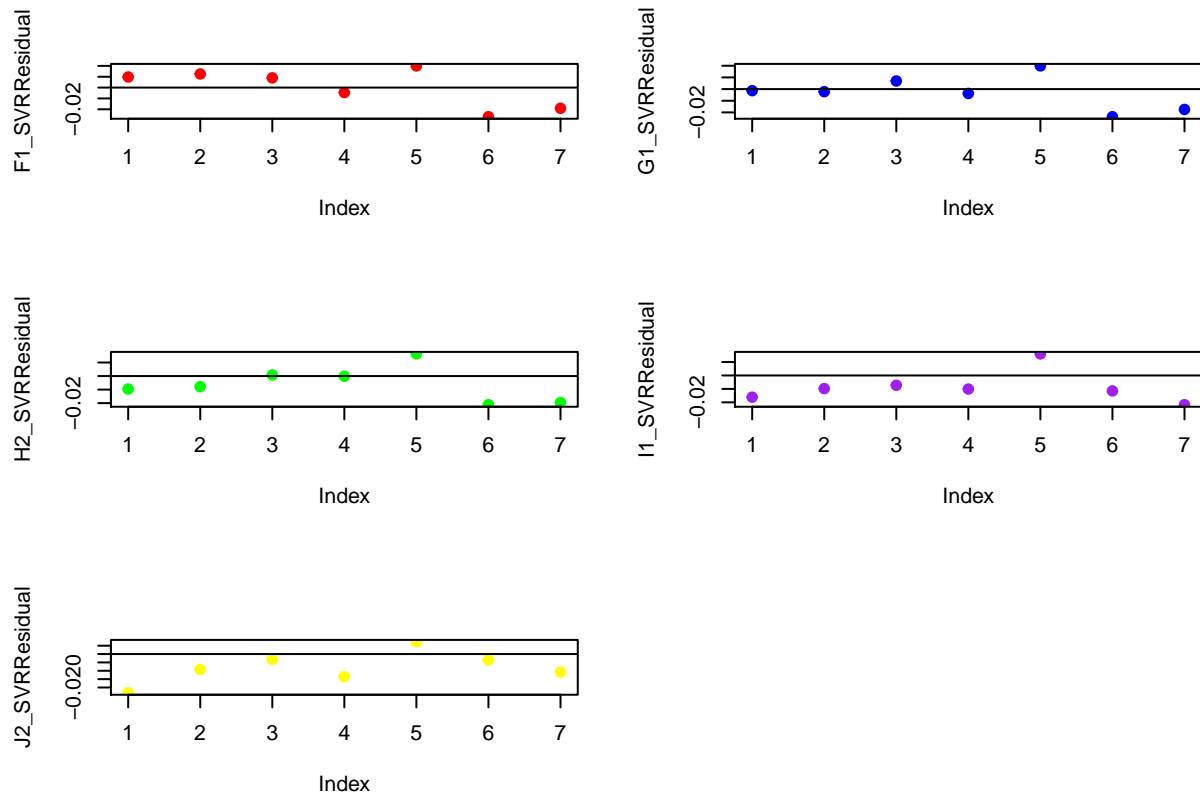 F1_SVRResidual
−0.02
1 2 3 4 5 6 7
Index
G1_SVRResidual
−0.02
1 2 3 4 5 6 7
Index
H2_SVRResidual
−0.02
1 2 3 4 5 6 7
Index
I1_SVRResidual
−0.02
1 2 3 4 5 6 7
Index
J2_SVRResidual
−0.020
1 2 3 4 5 6 7
Index